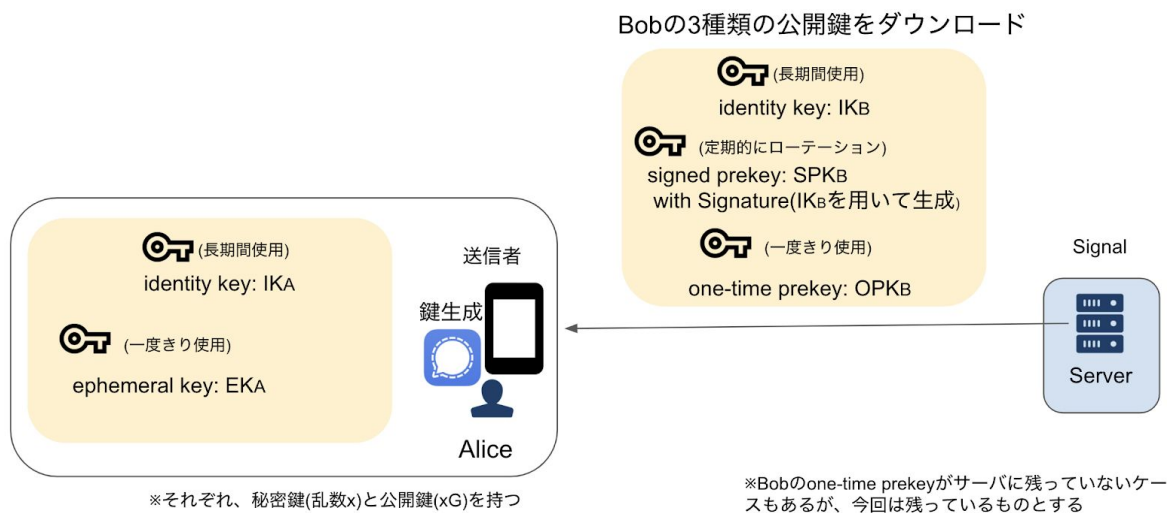 Bobの3種類の公開鍵をダウンロード
(長期間使用)
identity key: IKB
(定期的にローテーション)
signed prekey: SPKB
with Signature(IKBを用いて生成)
(一度きり使用)
one-time prekey: OPKB
(長期間使用)
identity key: IKA
(一度きり使用)
ephemeral key: EKA
送信者
鍵生成
Alice
Signal
Server
※それぞれ、秘密鍵(乱数x)と公開鍵(xG)を持つ
※Bobのone-time prekeyがサーバに残っていないケー
スもあるが、今回は残っているものとする